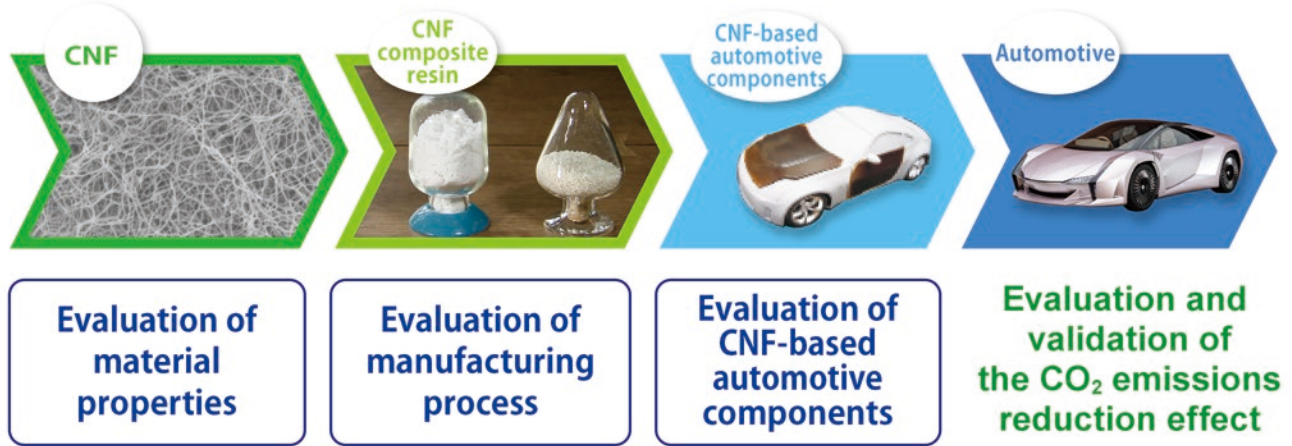 CNF
CNF
composite
resin
CNF-based
automotive
components
Automotive
Evaluation of
material
properties
Evaluation of
manufacturing
process
Evaluation of
CNF-based
automotive
components
Evaluation and
validation of
the CO₂ emissions
reduction effect